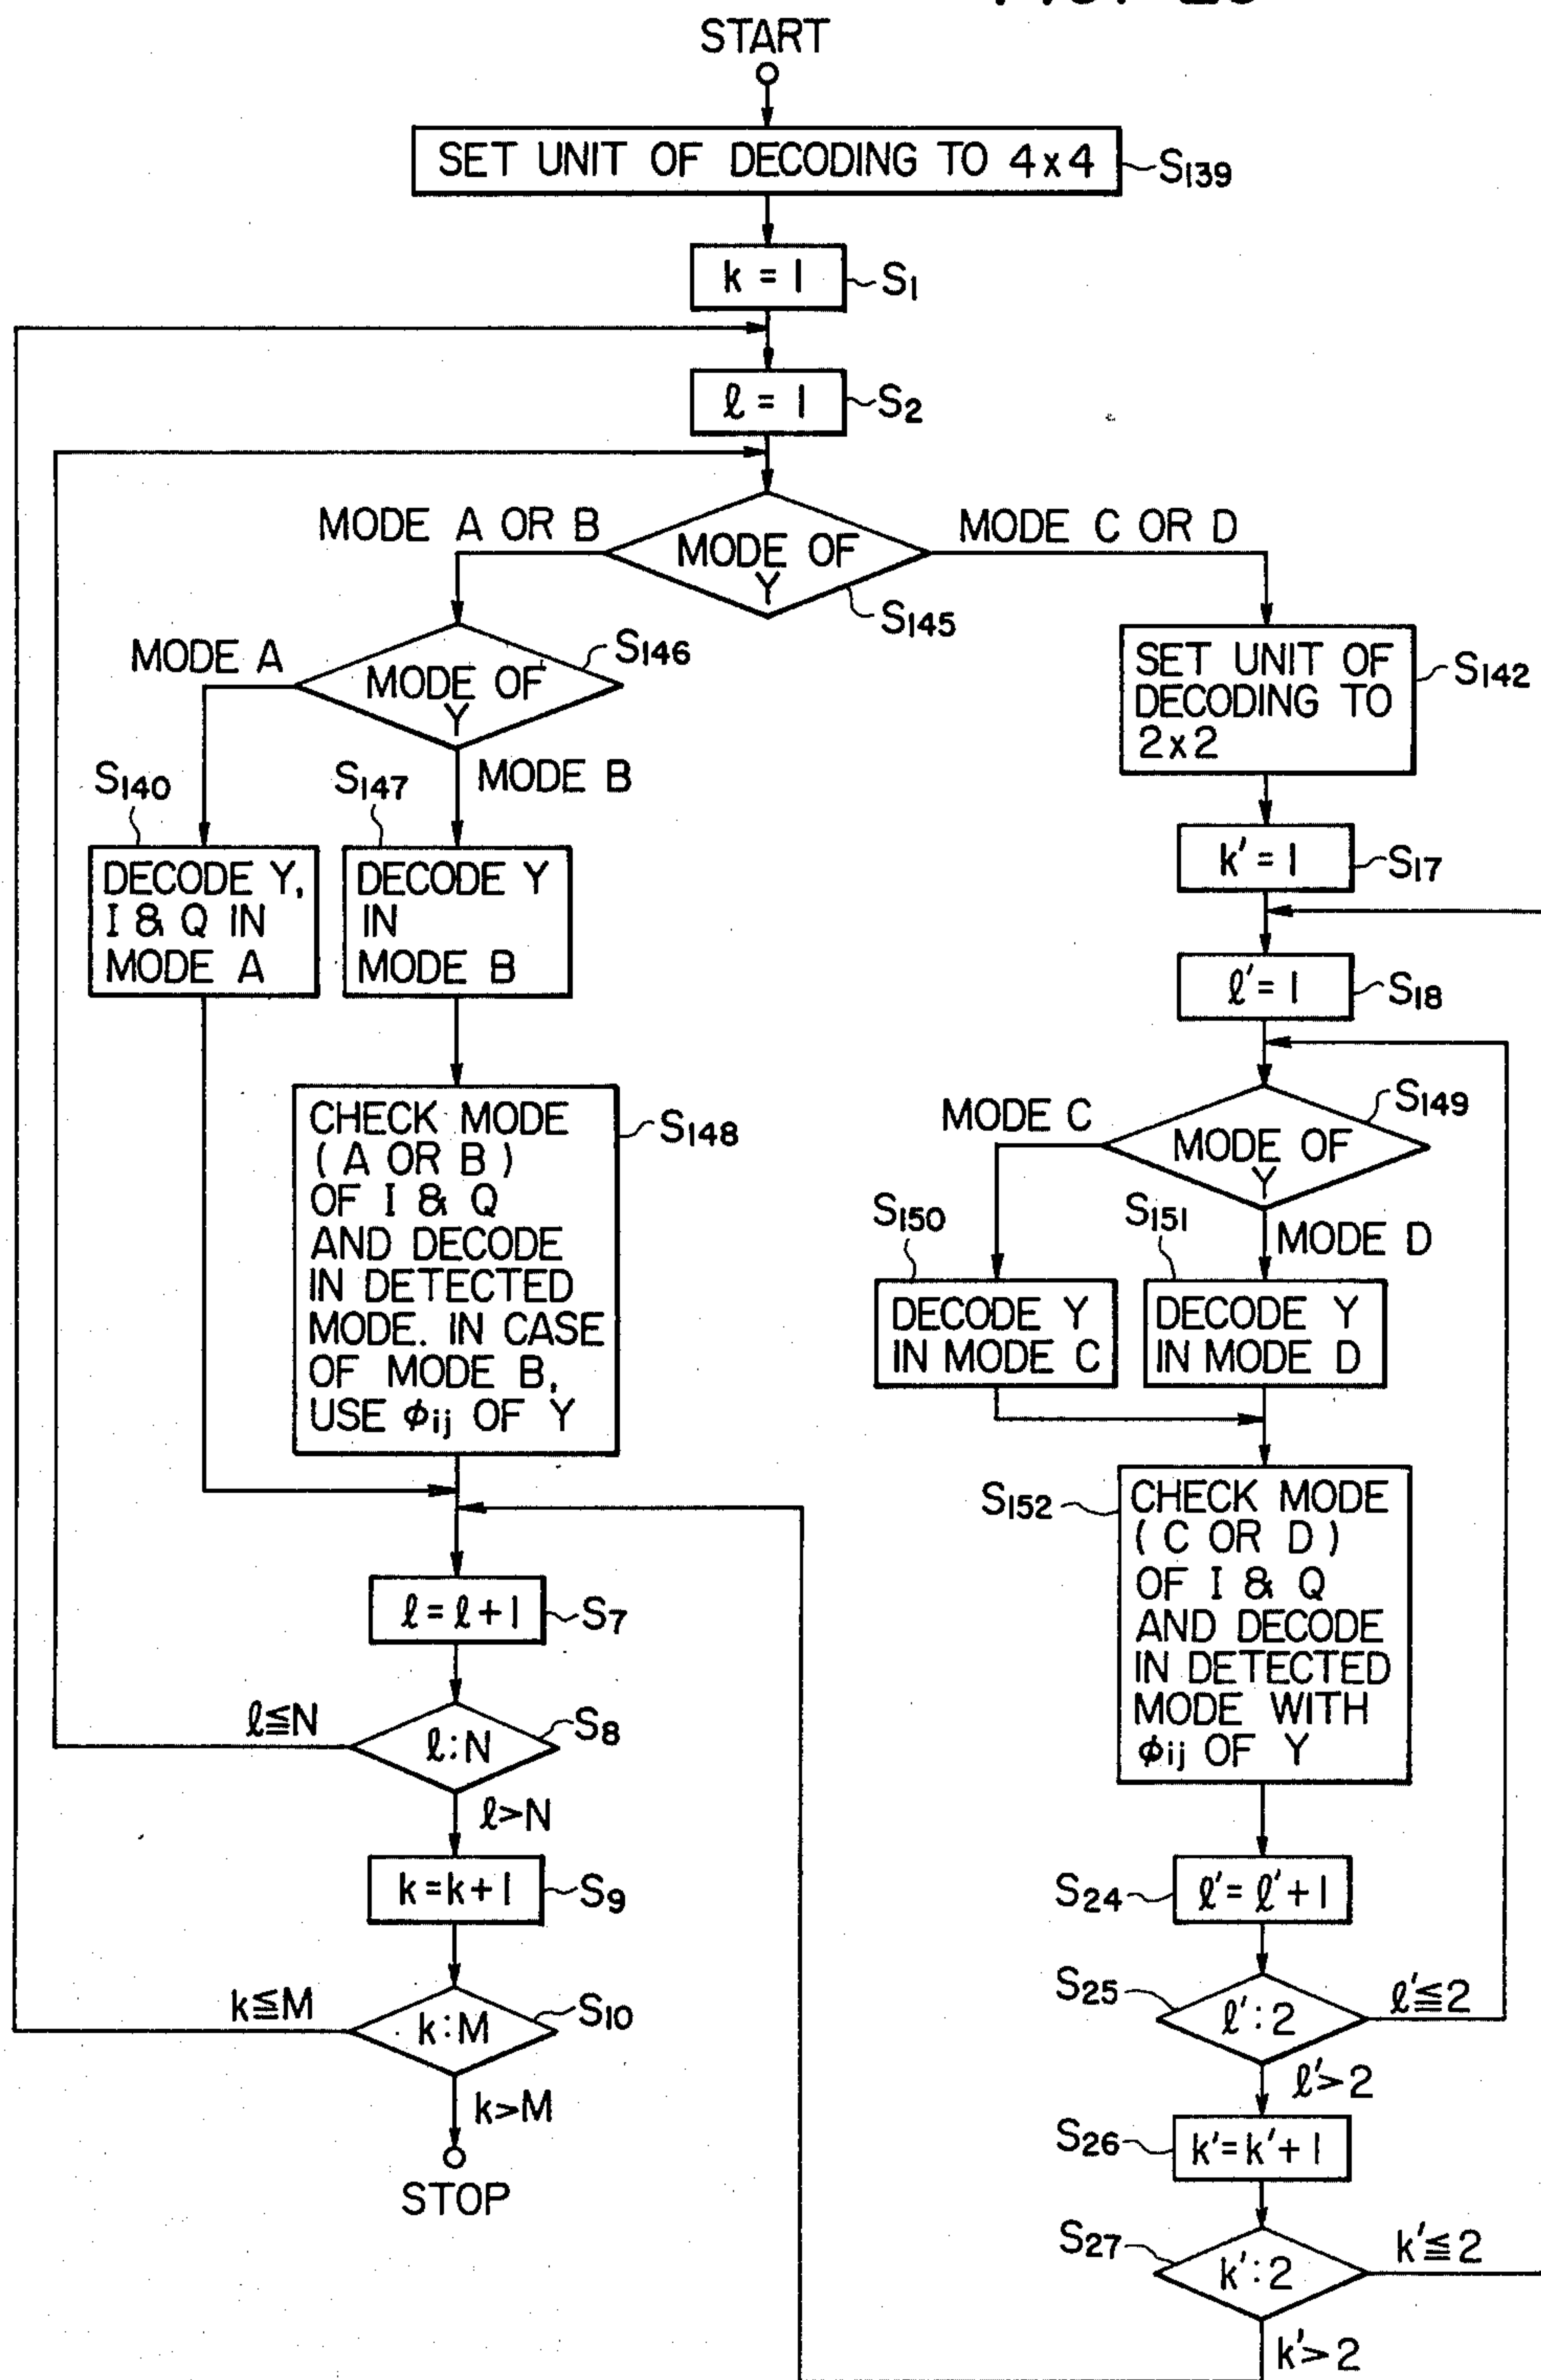 START
SET UNIT OF DECODING TO 4x4
S139
k = 1
S1
ℓ = 1
S2
MODE A OR B
MODE OF
Y
MODE C OR D
S145
MODE A
MODE OF
Y
S146
MODE B
SET UNIT OF
DECODING TO
2x2
S142
S140
S147
DECODE Y,
I & Q IN
MODE A
DECODE Y
IN
MODE B
k' = 1
S17
ℓ' = 1
S18
CHECK MODE
(A OR B)
OF I & Q
AND DECODE
IN DETECTED
MODE. IN CASE
OF MODE B,
USE ϕij OF Y
S148
MODE C
MODE OF
Y
S149
MODE D
S150
S151
DECODE Y
IN MODE C
DECODE Y
IN MODE D
S152
CHECK MODE
(C OR D)
OF I & Q
AND DECODE
IN DETECTED
MODE WITH
ϕij OF Y
ℓ = ℓ + 1
S7
ℓ≦N
ℓ:N
S8
ℓ>N
k=k+1
S9
k≦M
k:M
S10
k>M
STOP
S24
ℓ' = ℓ' + 1
S25
ℓ':2
ℓ'≦2
ℓ'>2
S26
k'=k'+1
S27
k':2
k'≦2
k'>2